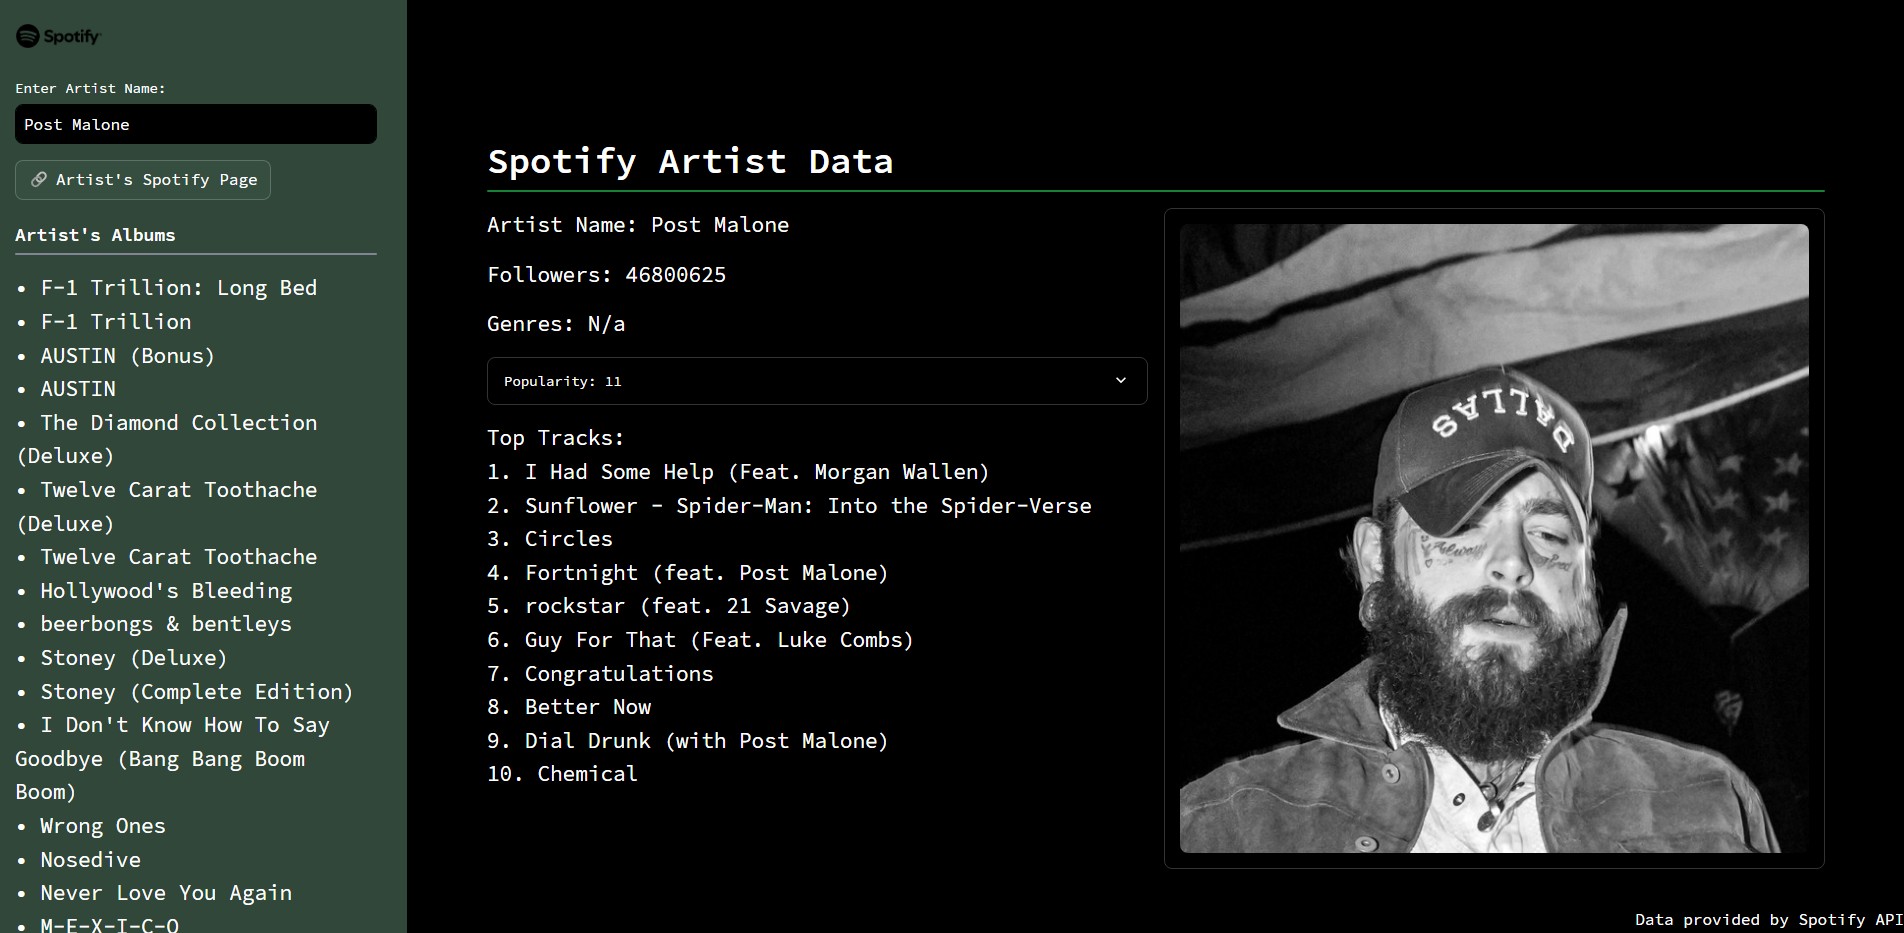 Spotify
Enter Artist Name:
Post Malone
Artist's Spotify Page
Artist's Albums
• F-1 Trillion: Long Bed
• F-1 Trillion
• AUSTIN (Bonus)
• AUSTIN
• The Diamond Collection
(Deluxe)
• Twelve Carat Toothache
(Deluxe)
• Twelve Carat Toothache
• Hollywood's Bleeding
• beerbongs & bentleys
• Stoney (Deluxe)
• Stoney (Complete Edition)
• I Don't Know How To Say
Goodbye (Bang Bang Boom
Boom)
• Wrong Ones
• Nosedive
• Never Love You Again
• M-E-X-I-C-O
Spotify Artist Data
Artist Name: Post Malone
Followers: 46800625
Genres: N/a
Popularity: 11
Top Tracks:
1. I Had Some Help (Feat. Morgan Wallen)
2. Sunflower - Spider-Man: Into the Spider-Verse
3. Circles
4. Fortnight (feat. Post Malone)
5. rockstar (feat. 21 Savage)
6. Guy For That (Feat. Luke Combs)
7. Congratulations
8. Better Now
9. Dial Drunk (with Post Malone)
10. Chemical
DALLAS
Always
Data provided by Spotify API